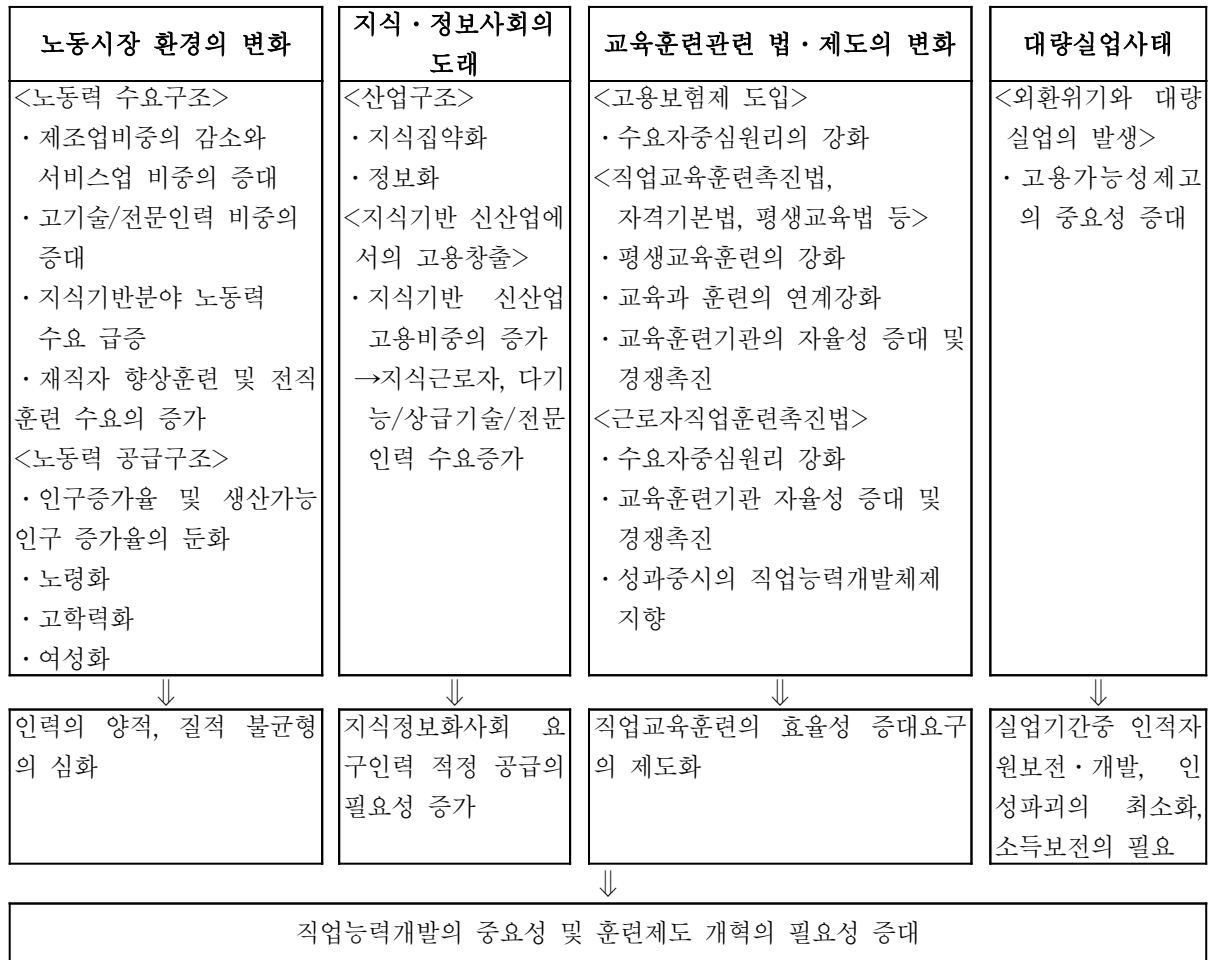 노동시장 환경의 변화
<노동력 수요구조>
· 제조업비중의 감소와
서비스업 비중의 증대
· 고기술/전문인력 비중의
증대
· 지식기반분야 노동력
수요 급증
· 재직자 향상훈련 및 전직
훈련 수요의 증가
<노동력 공급구조>
· 인구증가율 및 생산가능
인구 증가율의 둔화
· 노령화
· 고학력화
· 여성화
⇓
인력의 양적, 질적 불균형
의 심화
지식·정보사회의
도래
<산업구조>
· 지식집약화
· 정보화
<지식기반 신산업에
서의 고용창출>
· 지식기반 신산업
고용비중의 증가
→지식근로자, 다기
능/상급기술/전문
인력 수요증가
⇓
지식정보화사회 요
구인력 적정 공급의
필요성 증가
교육훈련관련 법·제도의 변화
<고용보험제 도입>
· 수요자중심원리의 강화
<직업교육훈련촉진법,
자격기본법, 평생교육법 등>
· 평생교육훈련의 강화
· 교육과 훈련의 연계강화
· 교육훈련기관의 자율성 증대 및
경쟁촉진
<근로자직업훈련촉진법>
· 수요자중심원리 강화
· 교육훈련기관 자율성 증대 및
경쟁촉진
· 성과중시의 직업능력개발체제
지향
⇓
직업교육훈련의 효율성 증대요구
의 제도화
대량실업사태
<외환위기와 대량
실업의 발생>
· 고용가능성제고
의 중요성 증대
⇓
실업기간중 인적자
원보전·개발, 인
성파괴의 최소화,
소득보전의 필요
⇓
직업능력개발의 중요성 및 훈련제도 개혁의 필요성 증대